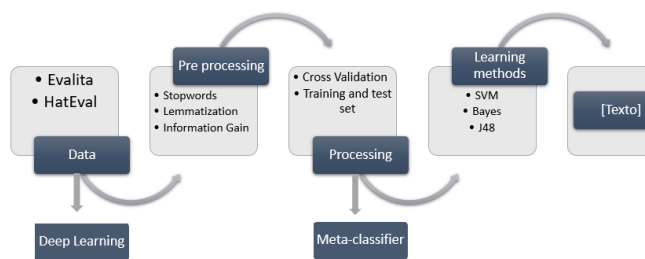 • Evalita
• HatEval
Data
Deep Learning
Pre processing
• Stopwords
• Lemmatization
• Information Gain
• Cross Validation
• Training and test
set
Processing
Meta-classifier
Learning
methods
• SVM
• Bayes
• J48
[Texto]